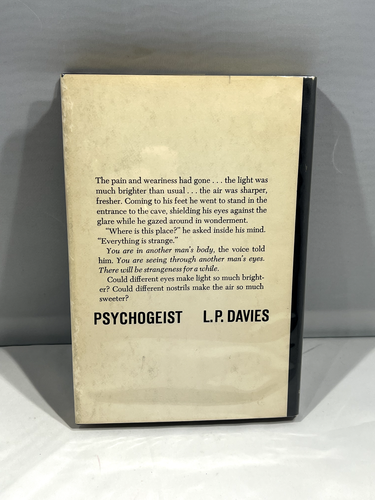 The pain and weariness had gone . . . the light was
much brighter than usual . . . the air was sharper,
fresher. Coming to his feet he went to stand in the
entrance to the cave, shielding his eyes against the
glare while he gazed around in wonderment.
"Where is this place?" he asked inside his mind.
"Everything is strange."
You are in another man's body, the voice told
him. You are seeing through another man's eyes.
There will be strangeness for a while.
Could different eyes make light so much bright-
er? Could different nostrils make the air so much
sweeter?
PSYCHOGEIST L.P. DAVIES